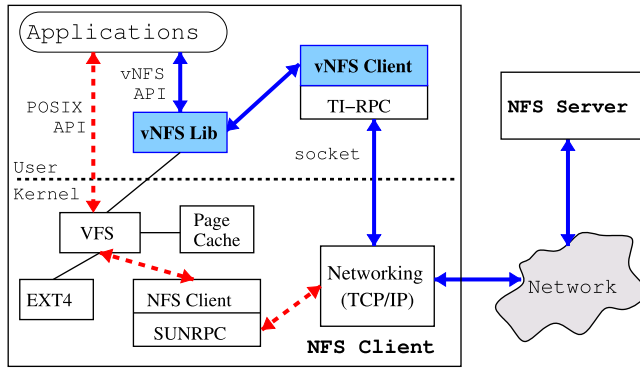 Applications
vNFS
API
POSIX
API
vNFS Client
TI-RPC
vNFS Lib
NFS Server
socket
User
Kernel
VFS
Page
Cache
EXT4
NFS Client
SUNRPC
Networking
(TCP/IP)
Network
NFS Client